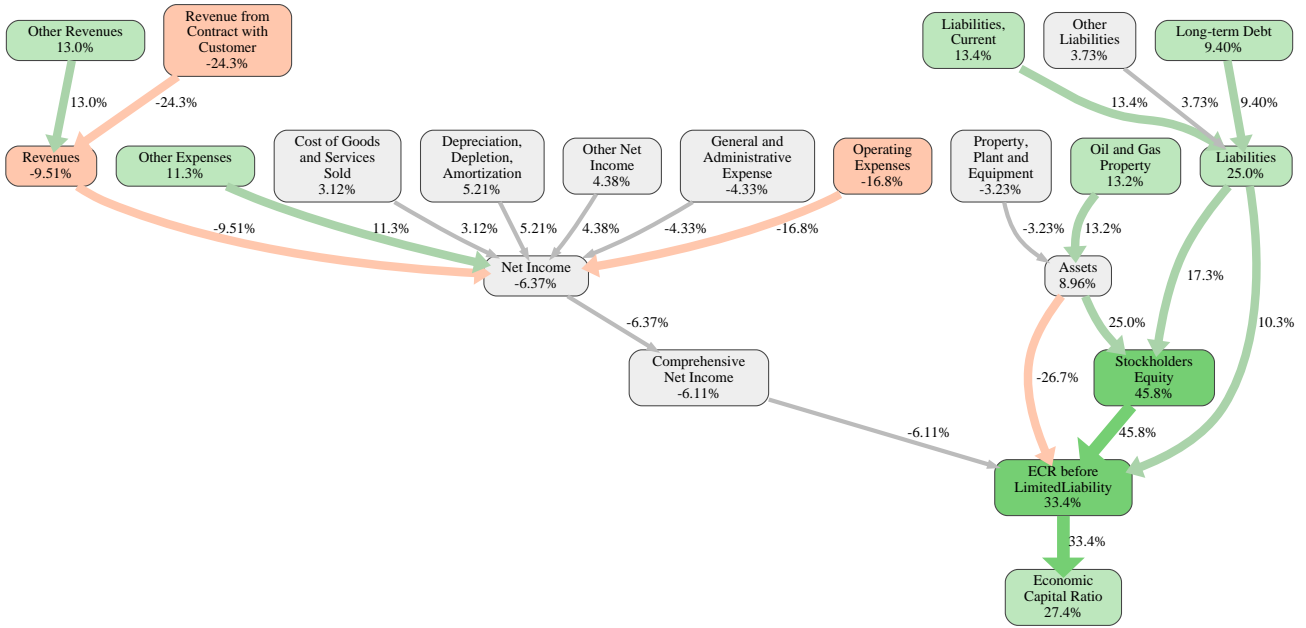 Other Revenues
13.0%
Revenue from
Contract with
Customer
-24.3%
Liabilities,
Current
13.4%
Other
Liabilities
3.73%
Long-term Debt
9.40%
13.0%
-24.3%
13.4%
3.73%
9.40%
Revenues
-9.51%
Other Expenses
11.3%
Cost of Goods
and Services
Sold
3.12%
Depreciation,
Depletion,
Amortization
5.21%
Other Net
Income
4.38%
General and
Administrative
Expense
-4.33%
Operating
Expenses
-16.8%
Property,
Plant and
Equipment
-3.23%
Oil and Gas
Property
13.2%
Liabilities
25.0%
-9.51%
11.3%
3.12%
5.21%
4.38%
-4.33%
-16.8%
-3.23%
13.2%
Net Income
-6.37%
Assets
8.96%
17.3%
10.3%
-6.37%
25.0%
Comprehensive
Net Income
-6.11%
-26.7%
Stockholders
Equity
45.8%
-6.11%
45.8%
ECR before
LimitedLiability
33.4%
33.4%
Economic
Capital Ratio
27.4%